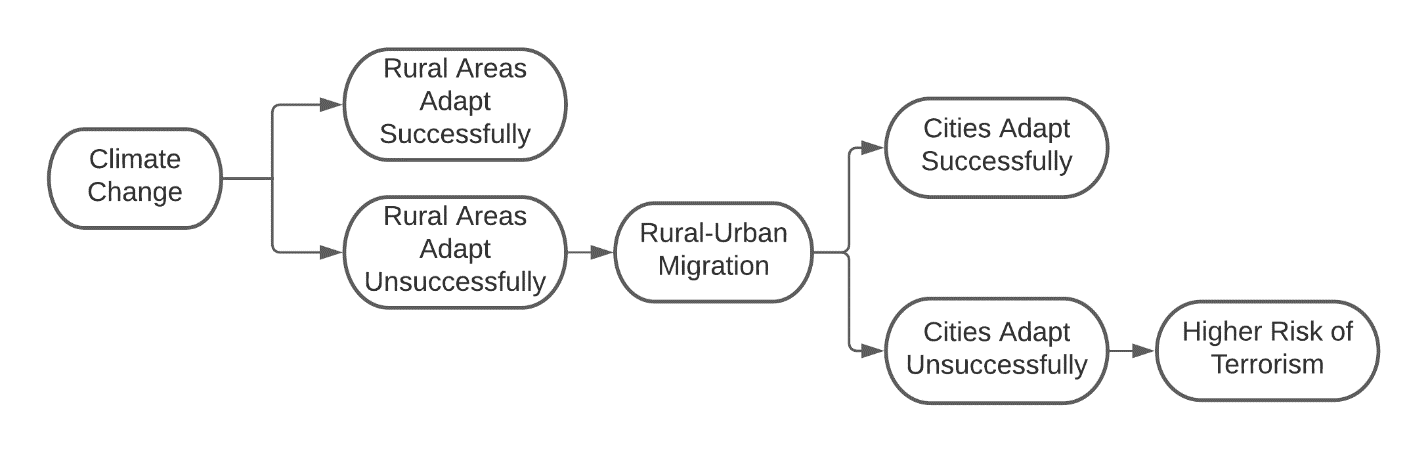 Climate
Change
Rural Areas
Adapt
Successfully
Rural Areas
Adapt
Unsuccessfully
Rural-Urban
Migration
Cities Adapt
Successfully
Cities Adapt
Unsuccessfully
Higher Risk of
Terrorism